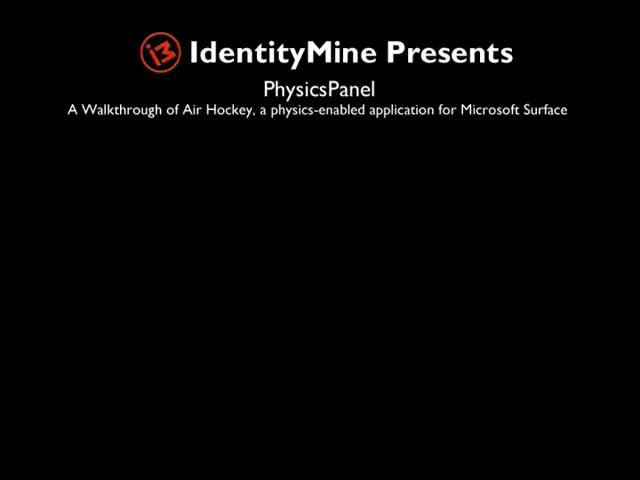 IdentityMine Presents
PhysicsPanel
A Walkthrough of Air Hockey, a physics-enabled application for Microsoft Surface